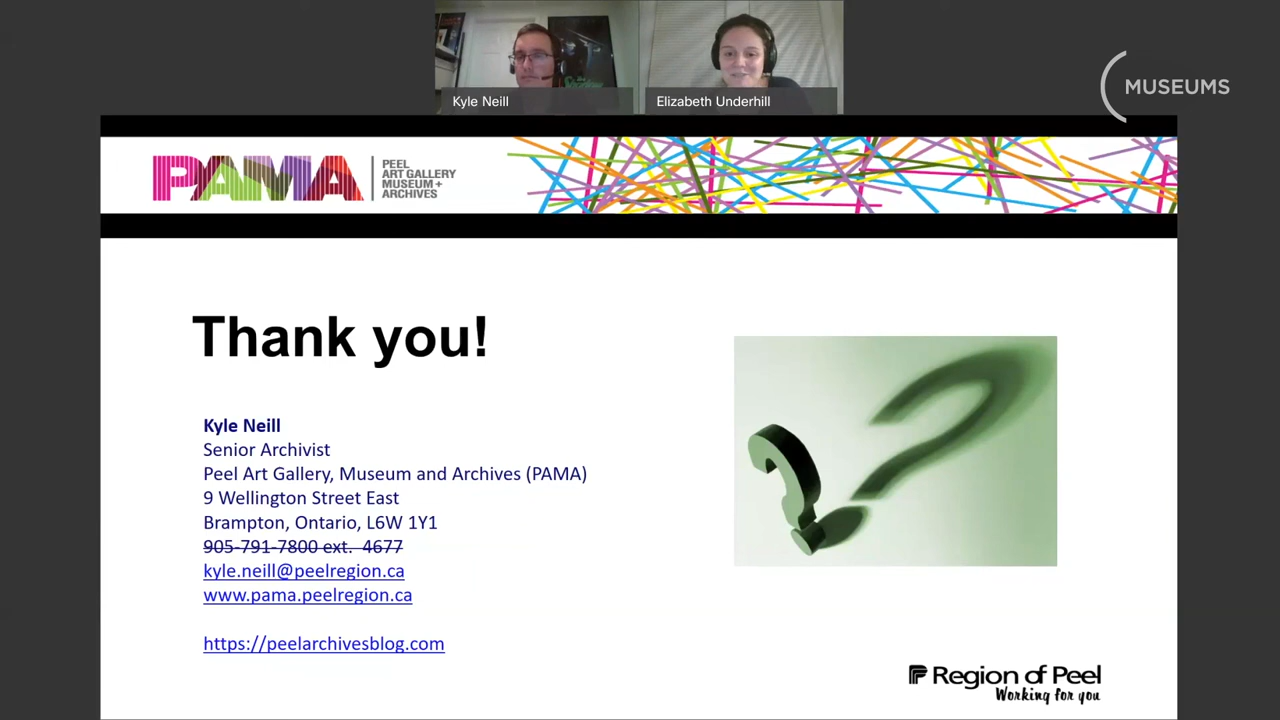 Kyle Neill
Elizabeth Underhill
MUSEUMS
PAMA
PEEL
ART GALLERY
MUSEUM +
ARCHIVES
Thank you!
Kyle Neill
Senior Archivist
Peel Art Gallery, Museum and Archives (PAMA)
9 Wellington Street East
Brampton, Ontario, L6W 1Y1
905-791-7800 ext.  4677
kyle.neill@peelregion.ca
www.pama.peelregion.ca
https://peelarchivesblog.com
?
Region of Peel
Working for you